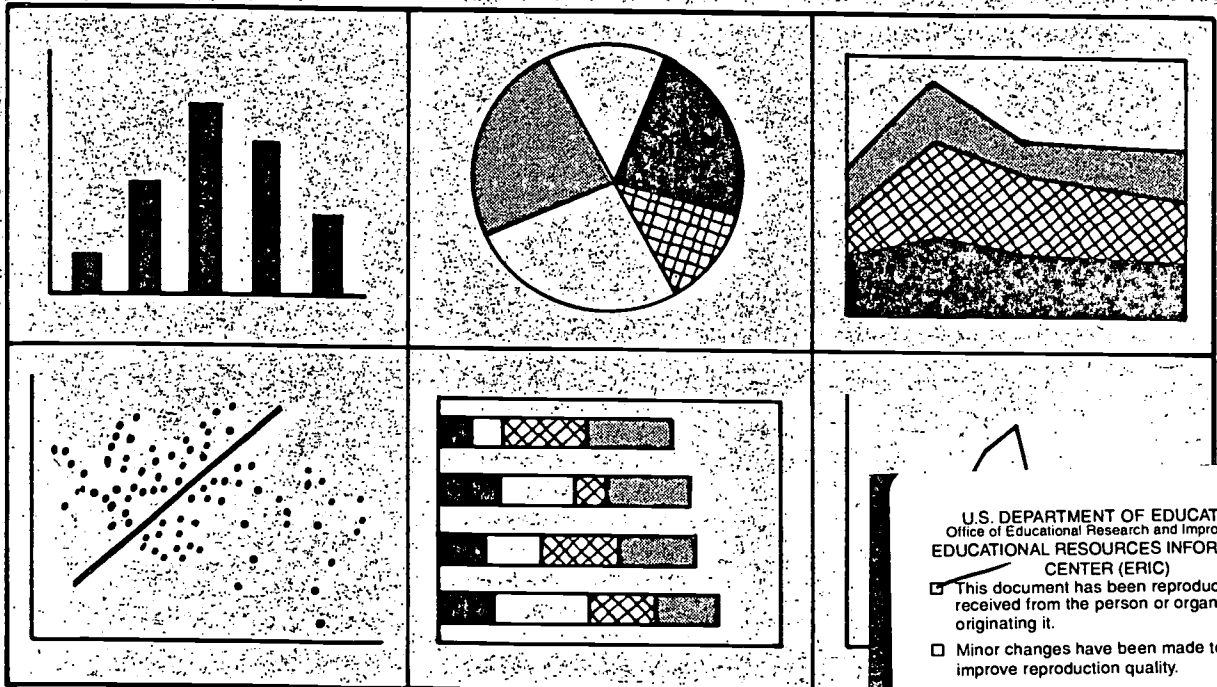 U.S. DEPARTMENT OF EDUCAT
Office of Educational Research and Impro
EDUCATIONAL RESOURCES INFOR
CENTER (ERIC)
☐ This document has been reproduc
received from the person or organ
originating it.
☐ Minor changes have been made to
improve reproduction quality.